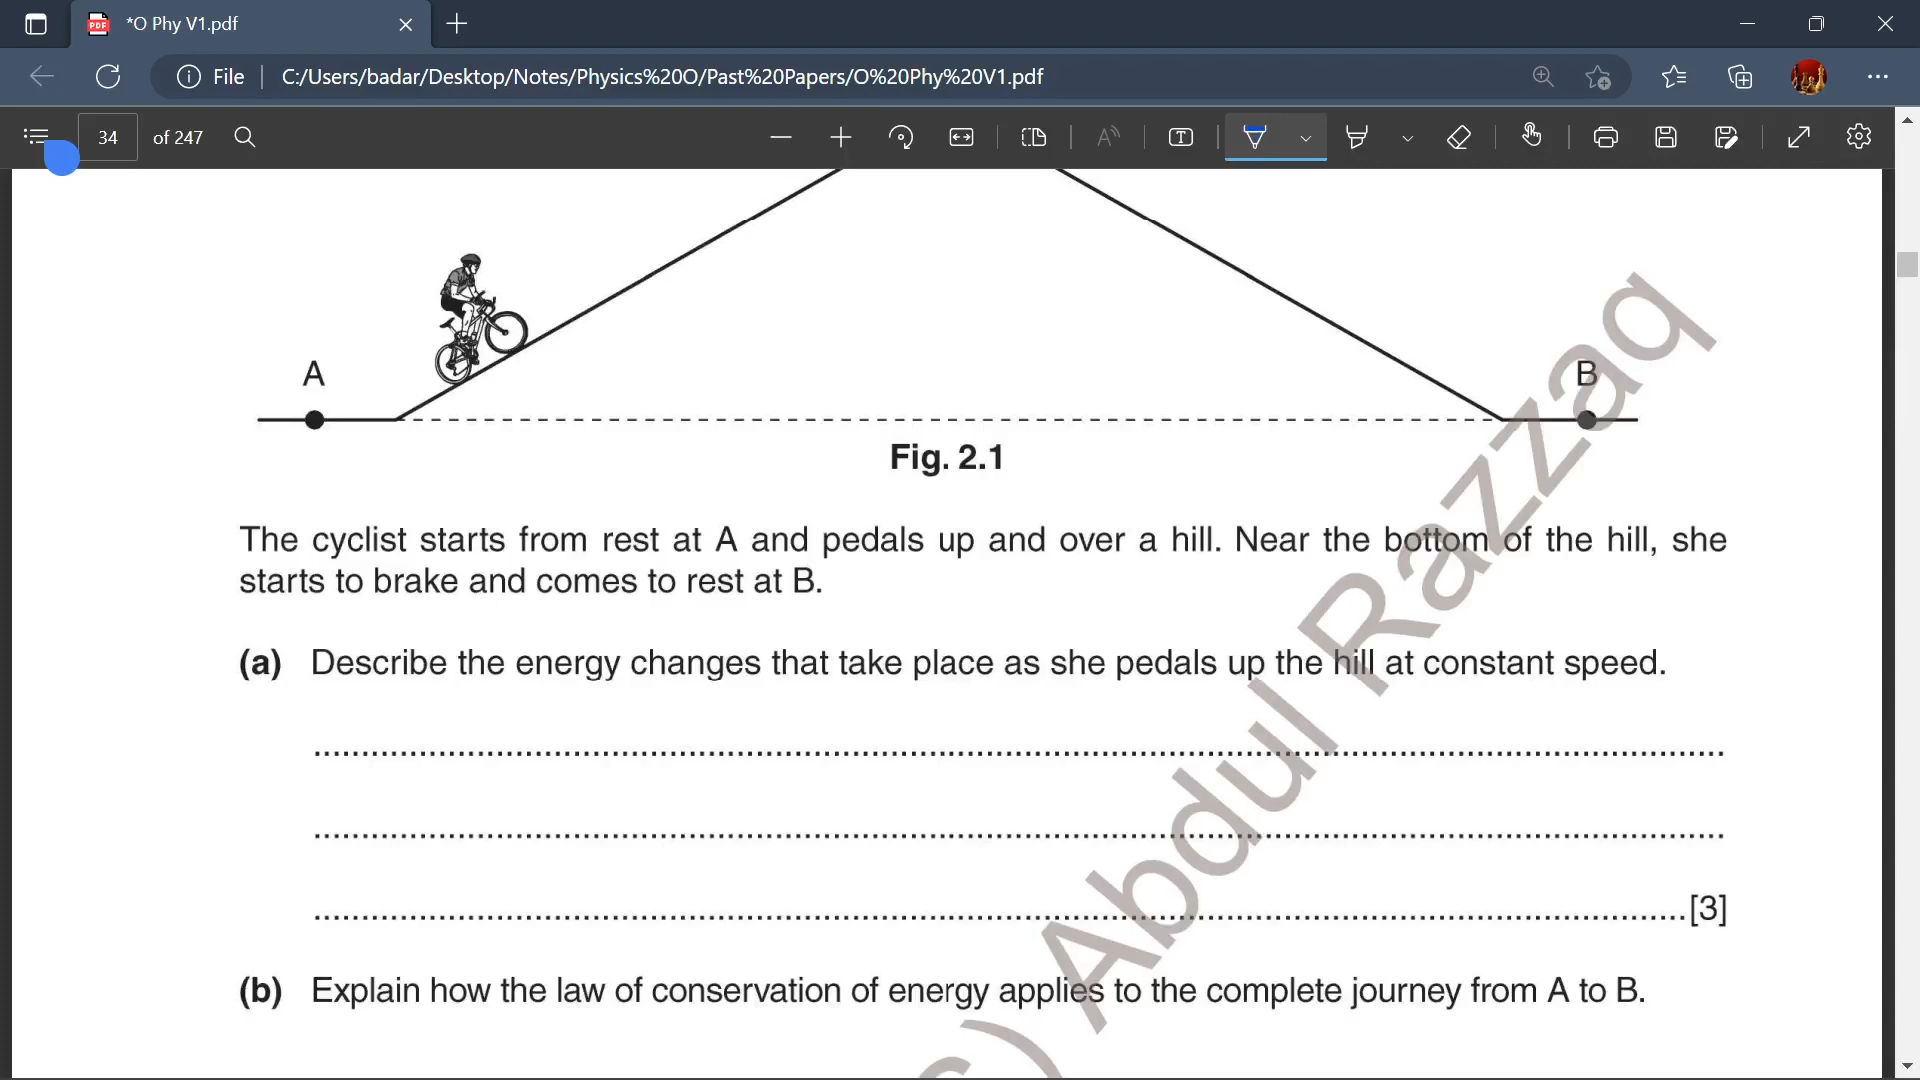 *O Phy V1.pdf
File
C:/Users/badar/Desktop/Notes/Physics%20O/Past%20Papers/O%20Phy%20V1.pdf
34 of 247
A
B
Fig. 2.1
The cyclist starts from rest at A and pedals up and over a hill. Near the bottom of the hill, she
starts to brake and comes to rest at B.
(a) Describe the energy changes that take place as she pedals up the hill at constant speed.
[3]
(b) Explain how the law of conservation of energy applies to the complete journey from A to B.
) Abdul Razzaq